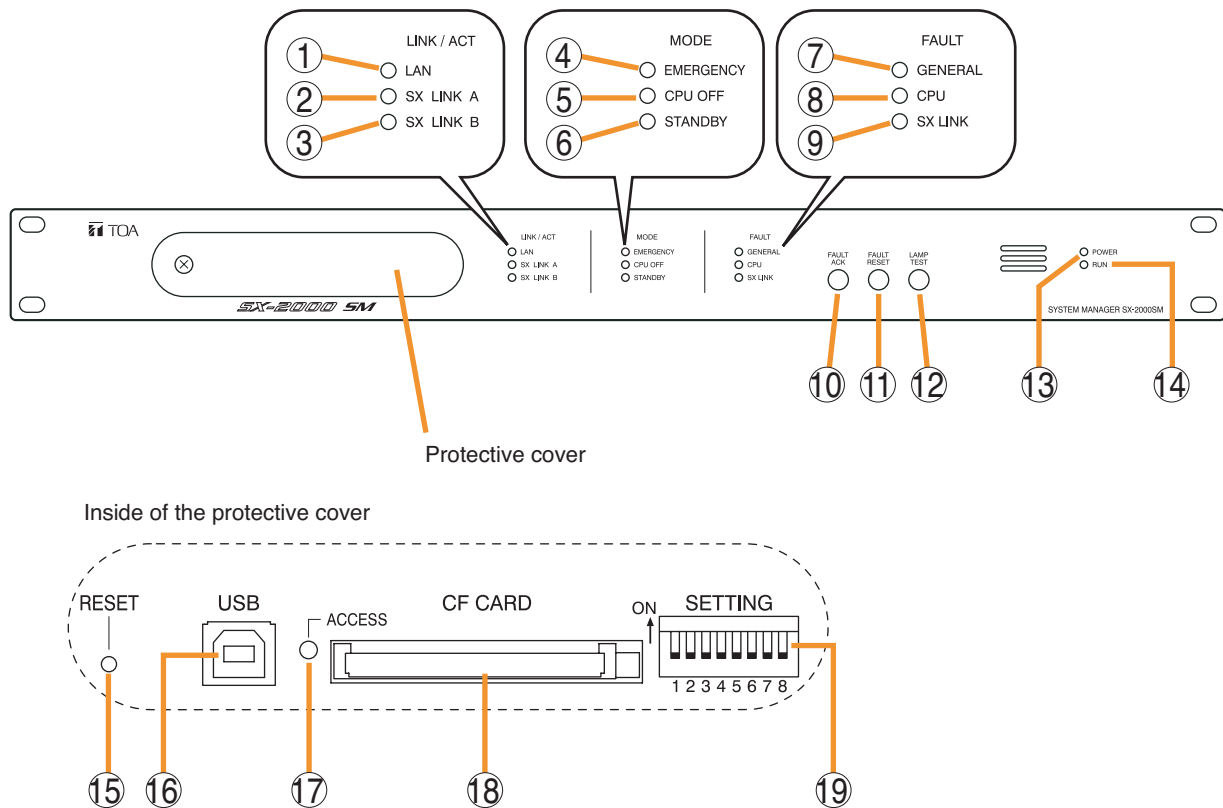 LINK / ACT
1 LAN
2 SX LINK A
3 SX LINK B
MODE
4 EMERGENCY
5 CPU OFF
6 STANDBY
FAULT
7 GENERAL
8 CPU
9 SX LINK
TOA
SX-2000 SM
LINK / ACT
LAN
SX LINK A
SX LINK B
MODE
EMERGENCY
CPU OFF
STANDBY
FAULT
GENERAL
CPU
SX LINK
FAULT
ACK
FAULT
RESET
LAMP
TEST
POWER
RUN
SYSTEM MANAGER SX-2000SM
10 11 12 13 14
Protective cover
Inside of the protective cover
RESET
USB
ACCESS
CF CARD
ON
SETTING
1 2 3 4 5 6 7 8
15 16 17 18 19